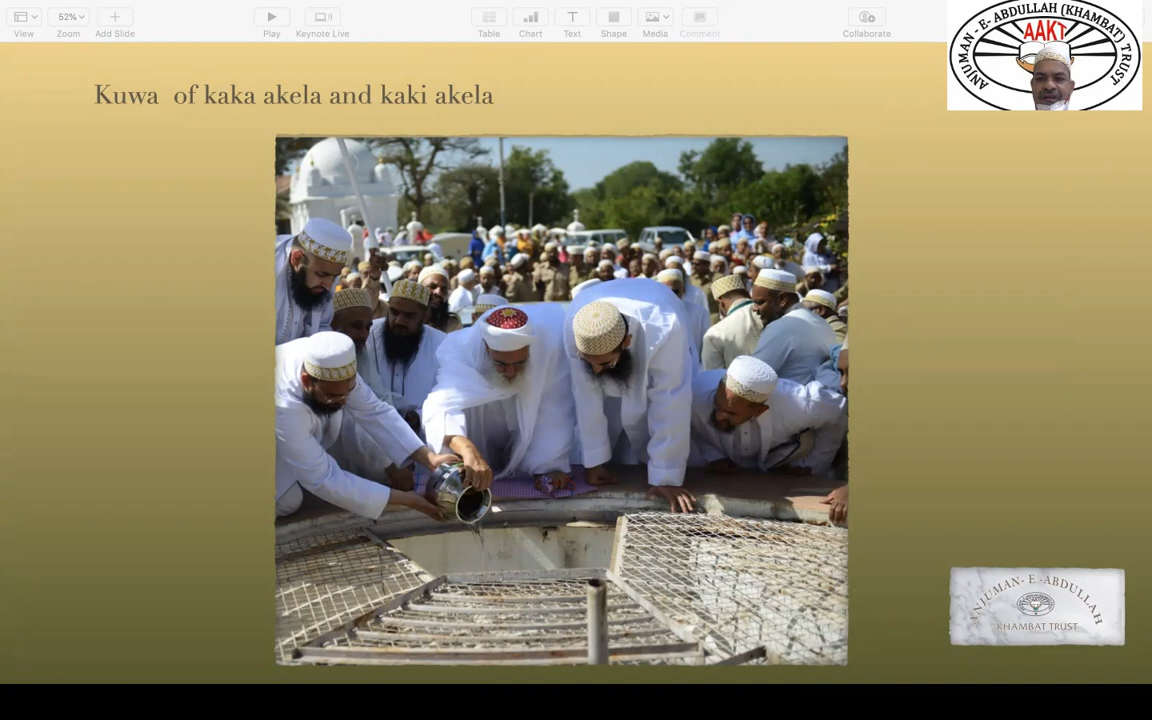 View
52%
Zoom
Add Slide
Play
Keynote Live
Table
Chart
Text
Shape
Media
Comment
Collaborate
ANJUMAN - E- ABDULLAH (KHAMBAT) TRUST
AAKT
Kuwa of kaka akela and kaki akela
ANJUMAN- E -ABDULLAH
KHAMBAT TRUST